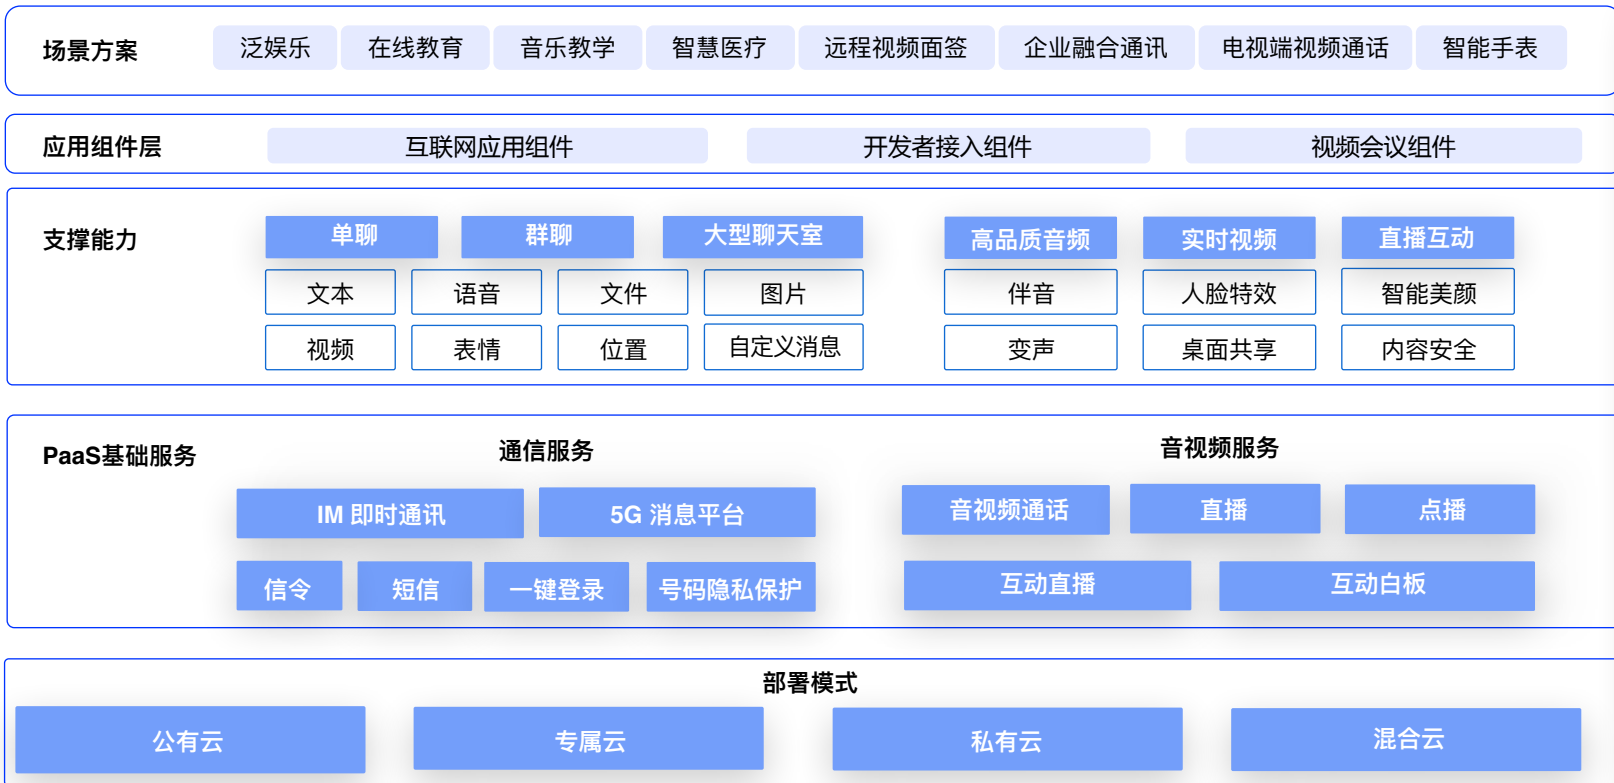 场景方案 泛娱乐 在线教育 音乐教学 智慧医疗 远程视频面签 企业融合通讯 电视端视频通话 智能手表
应用组件层 互联网应用组件 开发者接入组件 视频会议组件
支撑能力 单聊 群聊 大型聊天室 高品质音频 实时视频 直播互动
文本 语音 文件 图片 伴音 人脸特效 智能美颜
视频 表情 位置 自定义消息 变声 桌面共享 内容安全
PaaS基础服务 通信服务 音视频服务
IM 即时通讯 5G 消息平台 音视频通话 直播 点播
信令 短信 一键登录 号码隐私保护 互动直播 互动白板
部署模式
公有云 专属云 私有云 混合云